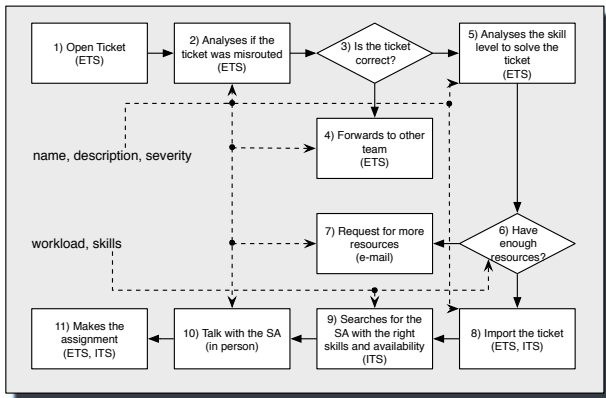 1) Open Ticket
(ETS)
2) Analyses if the
ticket was misrouted
(ETS)
3) Is the ticket
correct?
5) Analyses the skill
level to solve the
ticket
(ETS)
4) Forwards to other
team
(ETS)
name, description, severity
workload, skills
7) Request for more
resources
(e-mail)
6) Have
enough
resources?
11) Makes the
assignment
(ETS, ITS)
10) Talk with the SA
(in person)
9) Searches for the
SA with the right
skills and availability
(ITS)
8) Import the ticket
(ETS, ITS)